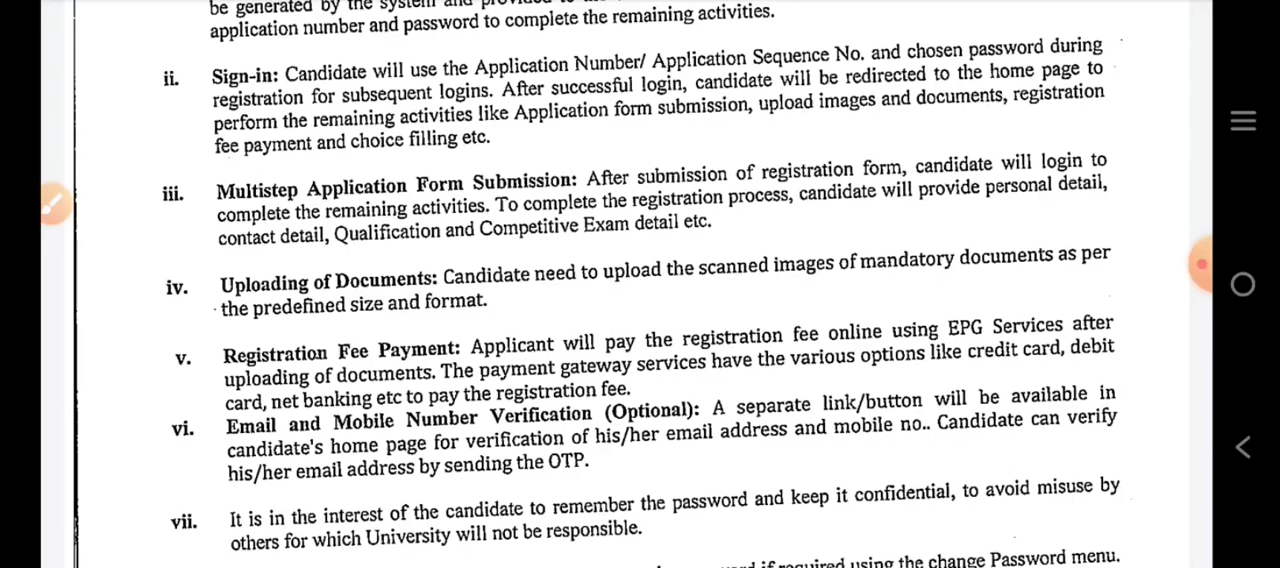 be generated by the system and
application number and password to complete the remaining activities.
ii. Sign-in: Candidate will use the Application Number/ Application Sequence No. and chosen password during
registration for subsequent logins. After successful login, candidate will be redirected to the home page to
perform the remaining activities like Application form submission, upload images and documents, registration
fee payment and choice filling etc.
iii. Multistep Application Form Submission: After submission of registration form, candidate will login to
complete the remaining activities. To complete the registration process, candidate will provide personal detail,
contact detail, Qualification and Competitive Exam detail etc.
iv. Uploading of Documents: Candidate need to upload the scanned images of mandatory documents as per
the predefined size and format.
v. Registration Fee Payment: Applicant will pay the registration fee online using EPG Services after
uploading of documents. The payment gateway services have the various options like credit card, debit
card, net banking etc to pay the registration fee.
vi. Email and Mobile Number Verification (Optional): A separate link/button will be available in
candidate's home page for verification of his/her email address and mobile no.. Candidate can verify
his/her email address by sending the OTP.
vii. It is in the interest of the candidate to remember the password and keep it confidential, to avoid misuse by
others for which University will not be responsible.
if required using the change Password menu.